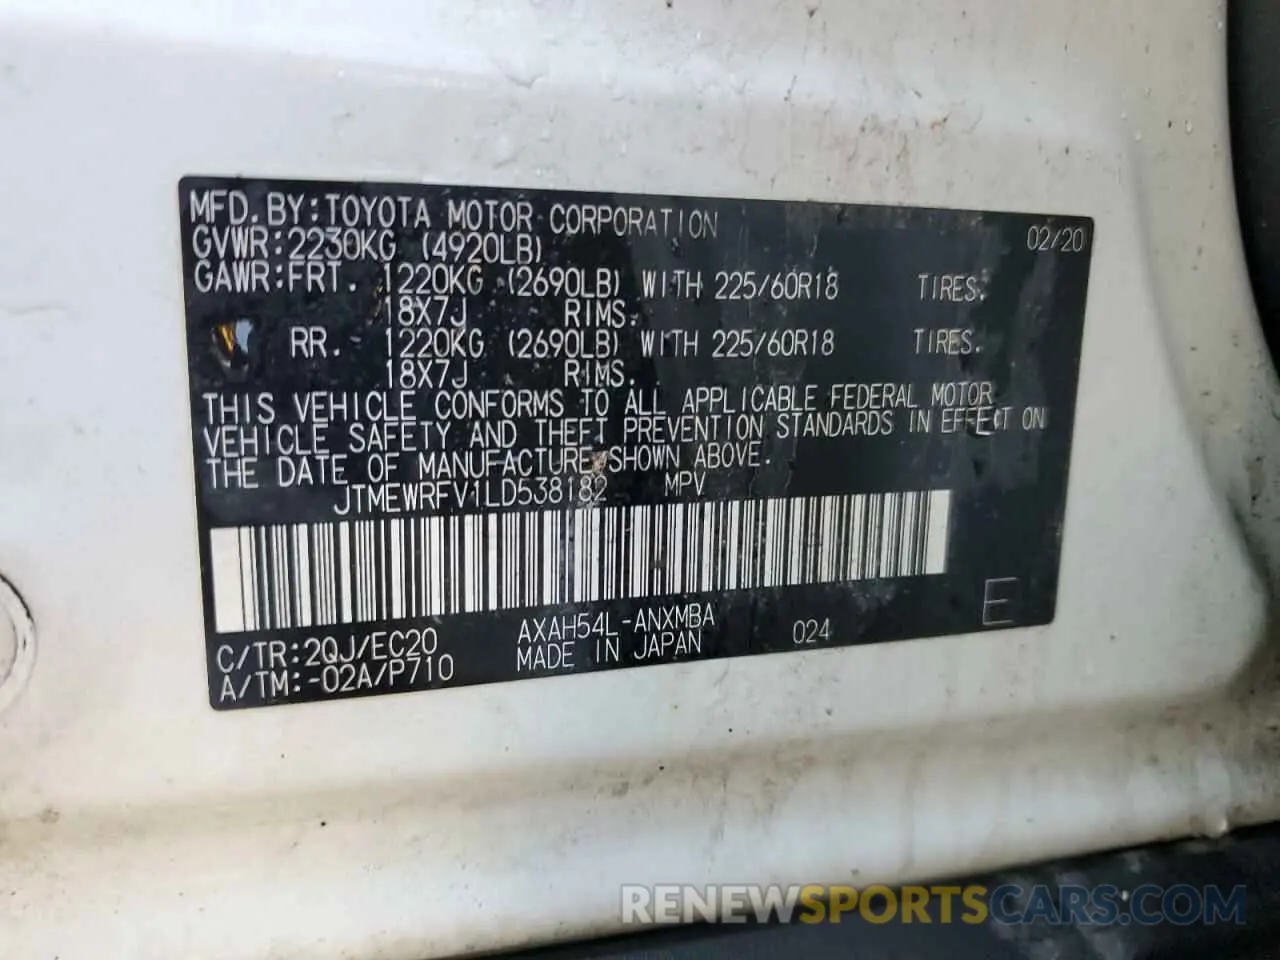 MFD.BY:TOYOTA MOTOR CORPORATION 02/20
GVWR:2230KG (4920LB)
GAWR:FRT. 1220KG (2690LB) WITH 225/60R18 TIRES:
18X7J RIMS.
RR. 1220KG (2690LB) WITH 225/60R18 TIRES.
18X7J RIMS.
THIS VEHICLE CONFORMS TO ALL APPLICABLE FEDERAL MOTOR
VEHICLE SAFETY AND THEFT PREVENTION STANDARDS IN EFFECT ON
THE DATE OF MANUFACTURE SHOWN ABOVE.
JTMEWRFV1LD538182 MPV
C/TR:2QJ/EC20 AXAH54L-ANXMBA 024 E
A/TM:-02A/P710 MADE IN JAPAN
RENEWSPORTSCARS.COM